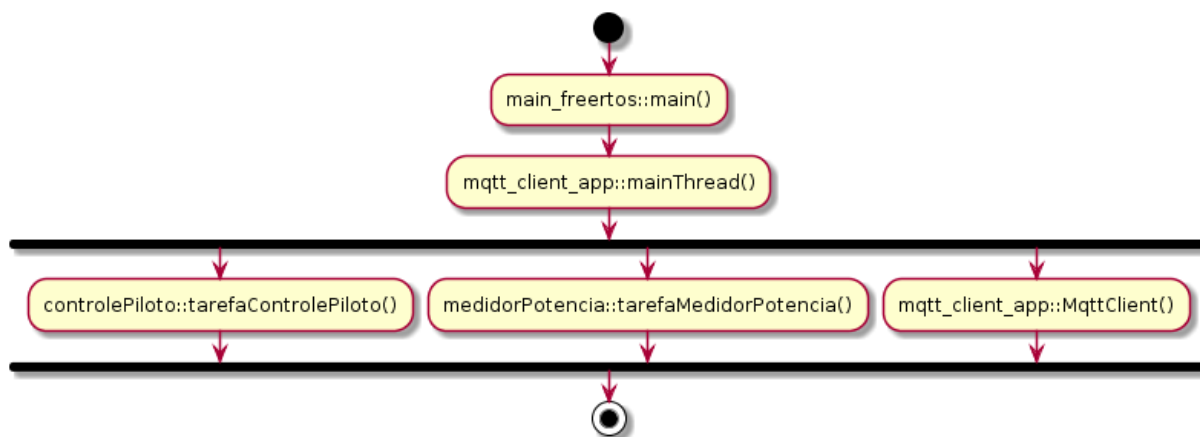 main_freertos::main()
mqtt_client_app::mainThread()
controlePiloto::tarefaControlePiloto()
medidorPotencia::tarefaMedidorPotencia()
mqtt_client_app::MqttClient()